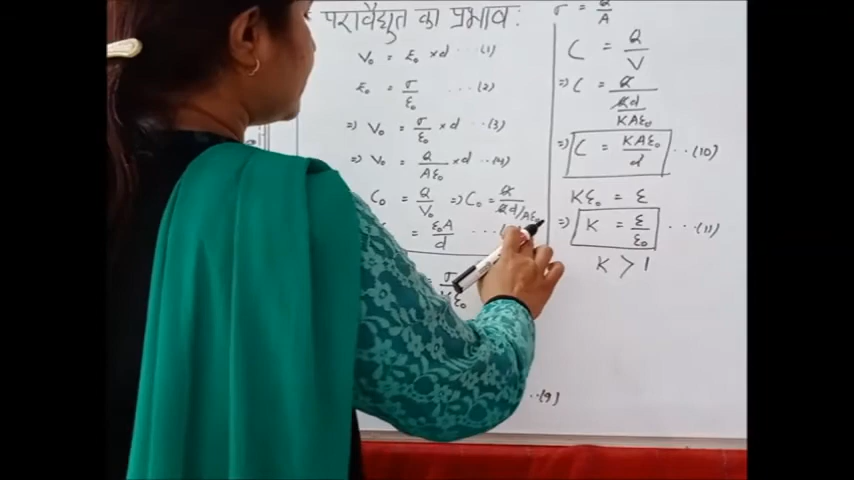 परावैद्युत का प्रभाव :
V₀ = E₀ × d ... (1)
E₀ = σ/ε₀ ... (2)
⇒ V₀ = σ/ε₀ × d ... (3)
⇒ V₀ = Q/Aε₀ × d ... (4)
C₀ = Q/V₀ ⇒ C₀ = Q/Qd/Aε₀
= ε₀A/d ...
= σ/Kε₀
...(9)
σ = Q/A
C = Q/V
⇒ C = Q/Qd/KAε₀
⇒ C = KAε₀/d ... (10)
Kε₀ = ε
⇒ K = ε/ε₀ ... (11)
K > 1